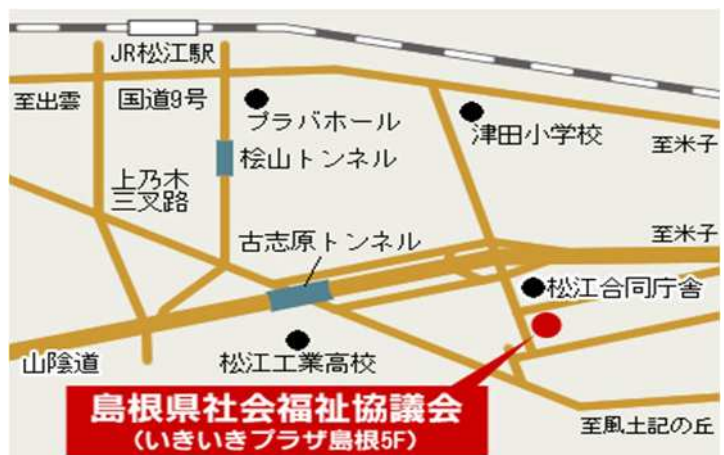 JR松江駅
至出雲
国道9号
プラバホール
津田小学校
至米子
桧山トンネル
上乃木
三叉路
古志原トンネル
至米子
松江合同庁舎
山陰道
松江工業高校
島根県社会福祉協議会
(いきいきプラザ島根5F)
至風土記の丘